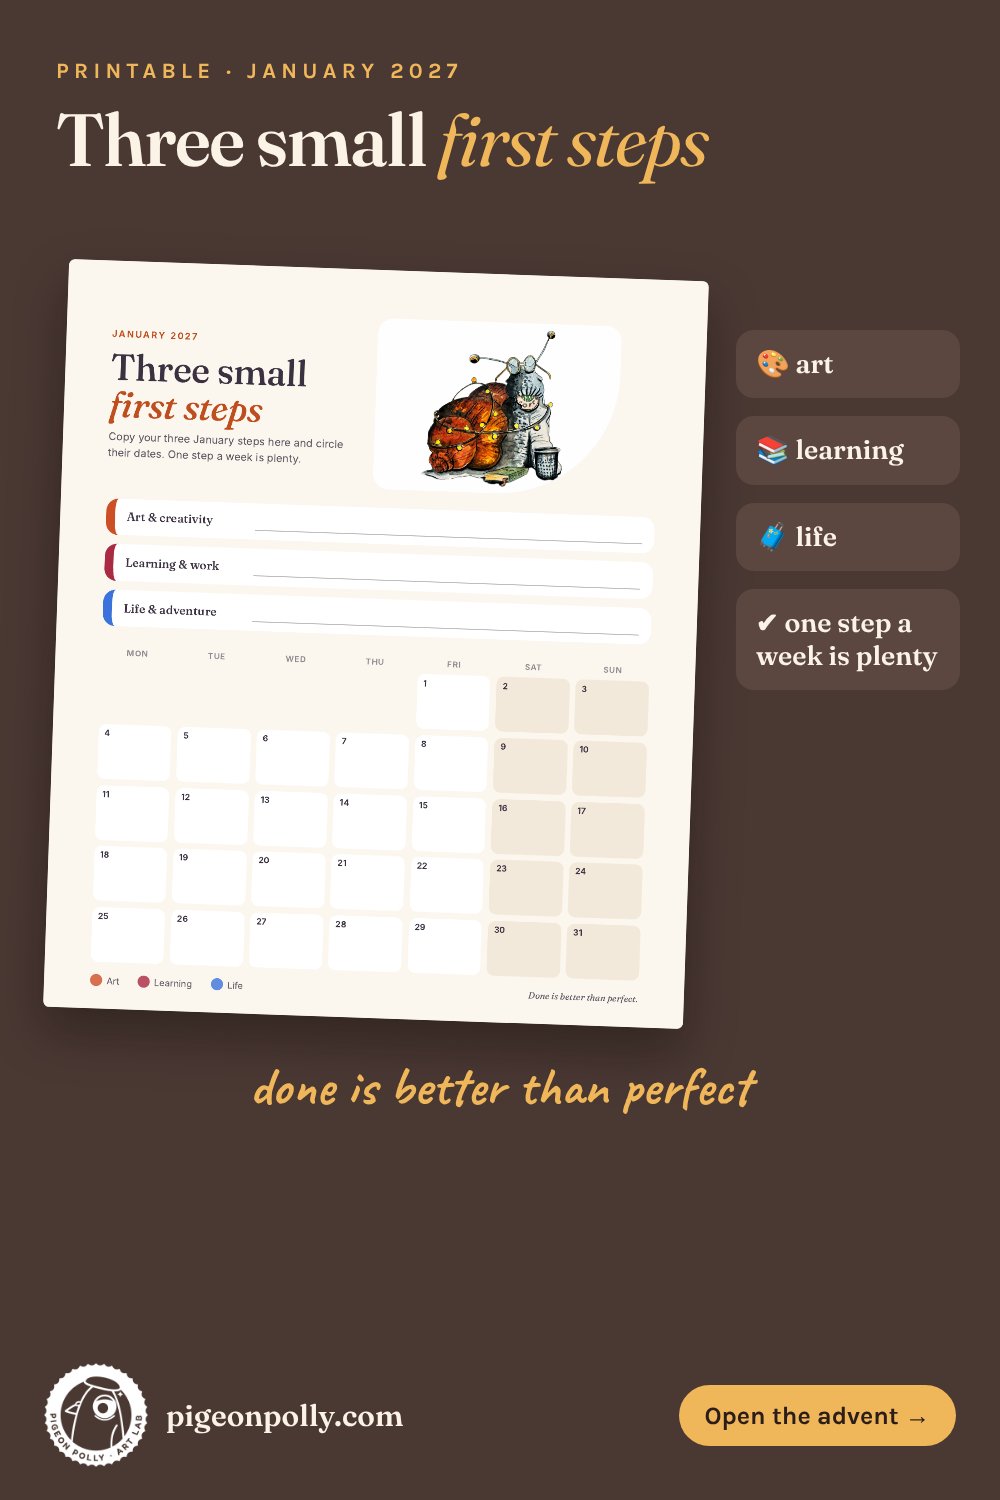 PRINTABLE · JANUARY 2027
Three small first steps
JANUARY 2027
Three small
first steps
Copy your three January steps here and circle
their dates. One step a week is plenty.
Art & creativity
Learning & work
Life & adventure
MON TUE WED THU FRI SAT SUN
1 2 3
4 5 6 7 8 9 10
11 12 13 14 15 16 17
18 19 20 21 22 23 24
25 26 27 28 29 30 31
Art Learning Life
Done is better than perfect.
🎨 art
📚 learning
🧳 life
✔ one step a
week is plenty
done is better than perfect
PIGEON POLLY · ART LAB
pigeonpolly.com
Open the advent →